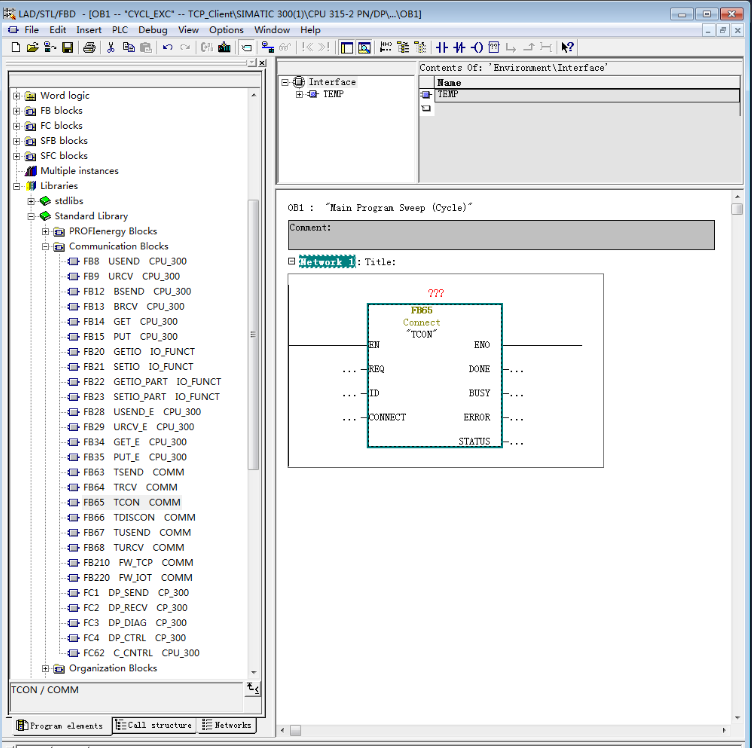 LAD/STL/FBD - [OB1 -- "CYCL_EXC" -- TCP_Client\SIMATIC 300(1)\CPU 315-2 PN/DP\...\OB1]
File Edit Insert PLC Debug View Options Window Help
Word logic
FB blocks
FC blocks
SFB blocks
SFC blocks
Multiple instances
Libraries
stdlibs
Standard Library
PROFIenergy Blocks
Communication Blocks
FB8 USEND CPU_300
FB9 URCV CPU_300
FB12 BSEND CPU_300
FB13 BRCV CPU_300
FB14 GET CPU_300
FB15 PUT CPU_300
FB20 GETIO IO_FUNCT
FB21 SETIO IO_FUNCT
FB22 GETIO_PART IO_FUNCT
FB23 SETIO_PART IO_FUNCT
FB28 USEND_E CPU_300
FB29 URCV_E CPU_300
FB34 GET_E CPU_300
FB35 PUT_E CPU_300
FB63 TSEND COMM
FB64 TRCV COMM
FB65 TCON COMM
FB66 TDISCON COMM
FB67 TUSEND COMM
FB68 TURCV COMM
FB210 FW_TCP COMM
FB220 FW_IOT COMM
FC1 DP_SEND CP_300
FC2 DP_RECV CP_300
FC3 DP_DIAG CP_300
FC4 DP_CTRL CP_300
FC62 C_CNTRL CPU_300
Organization Blocks
TCON / COMM
Program elements Call structure Networks
Interface
TEMP
Contents Of: 'Environment\Interface'
Name
TEMP
OB1 : "Main Program Sweep (Cycle)"
Comment:
Network 1: Title:
???
FB65
Connect
"TCON"
EN ENO
... REQ DONE ...
... ID BUSY ...
... CONNECT ERROR ...
STATUS ...